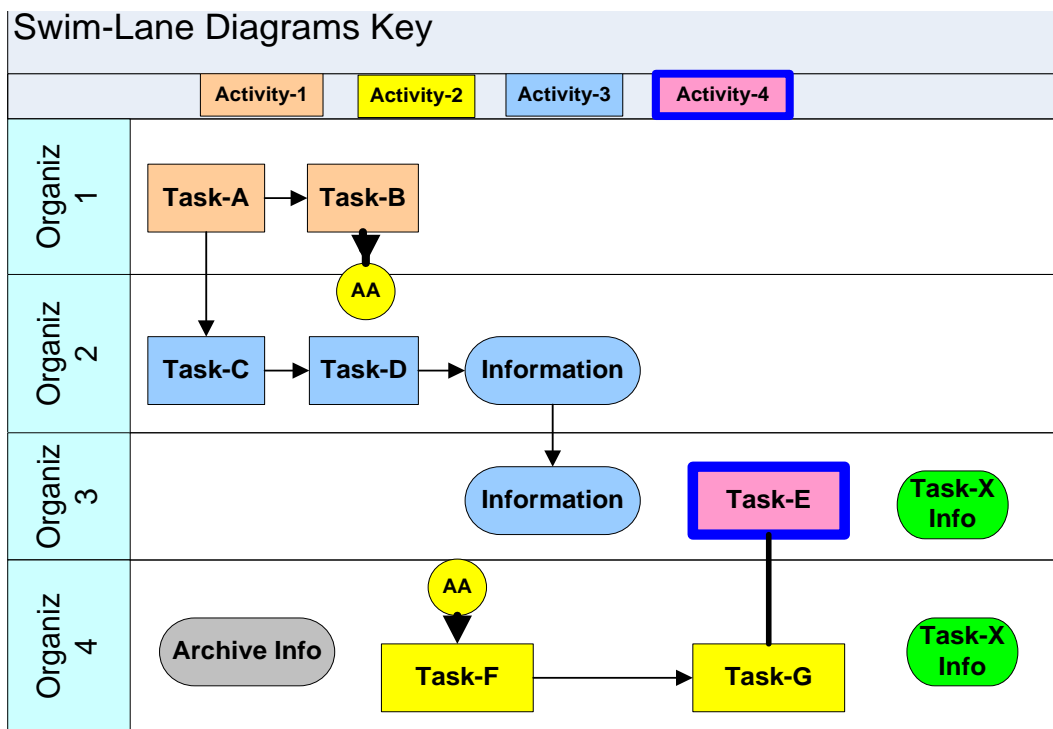 Swim-Lane Diagrams Key
Activity-1
Activity-2
Activity-3
Activity-4
Organiz
1
Task-A
Task-B
AA
Organiz
2
Task-C
Task-D
Information
Organiz
3
Information
Task-E
Task-X
Info
Organiz
4
AA
Archive Info
Task-F
Task-G
Task-X
Info